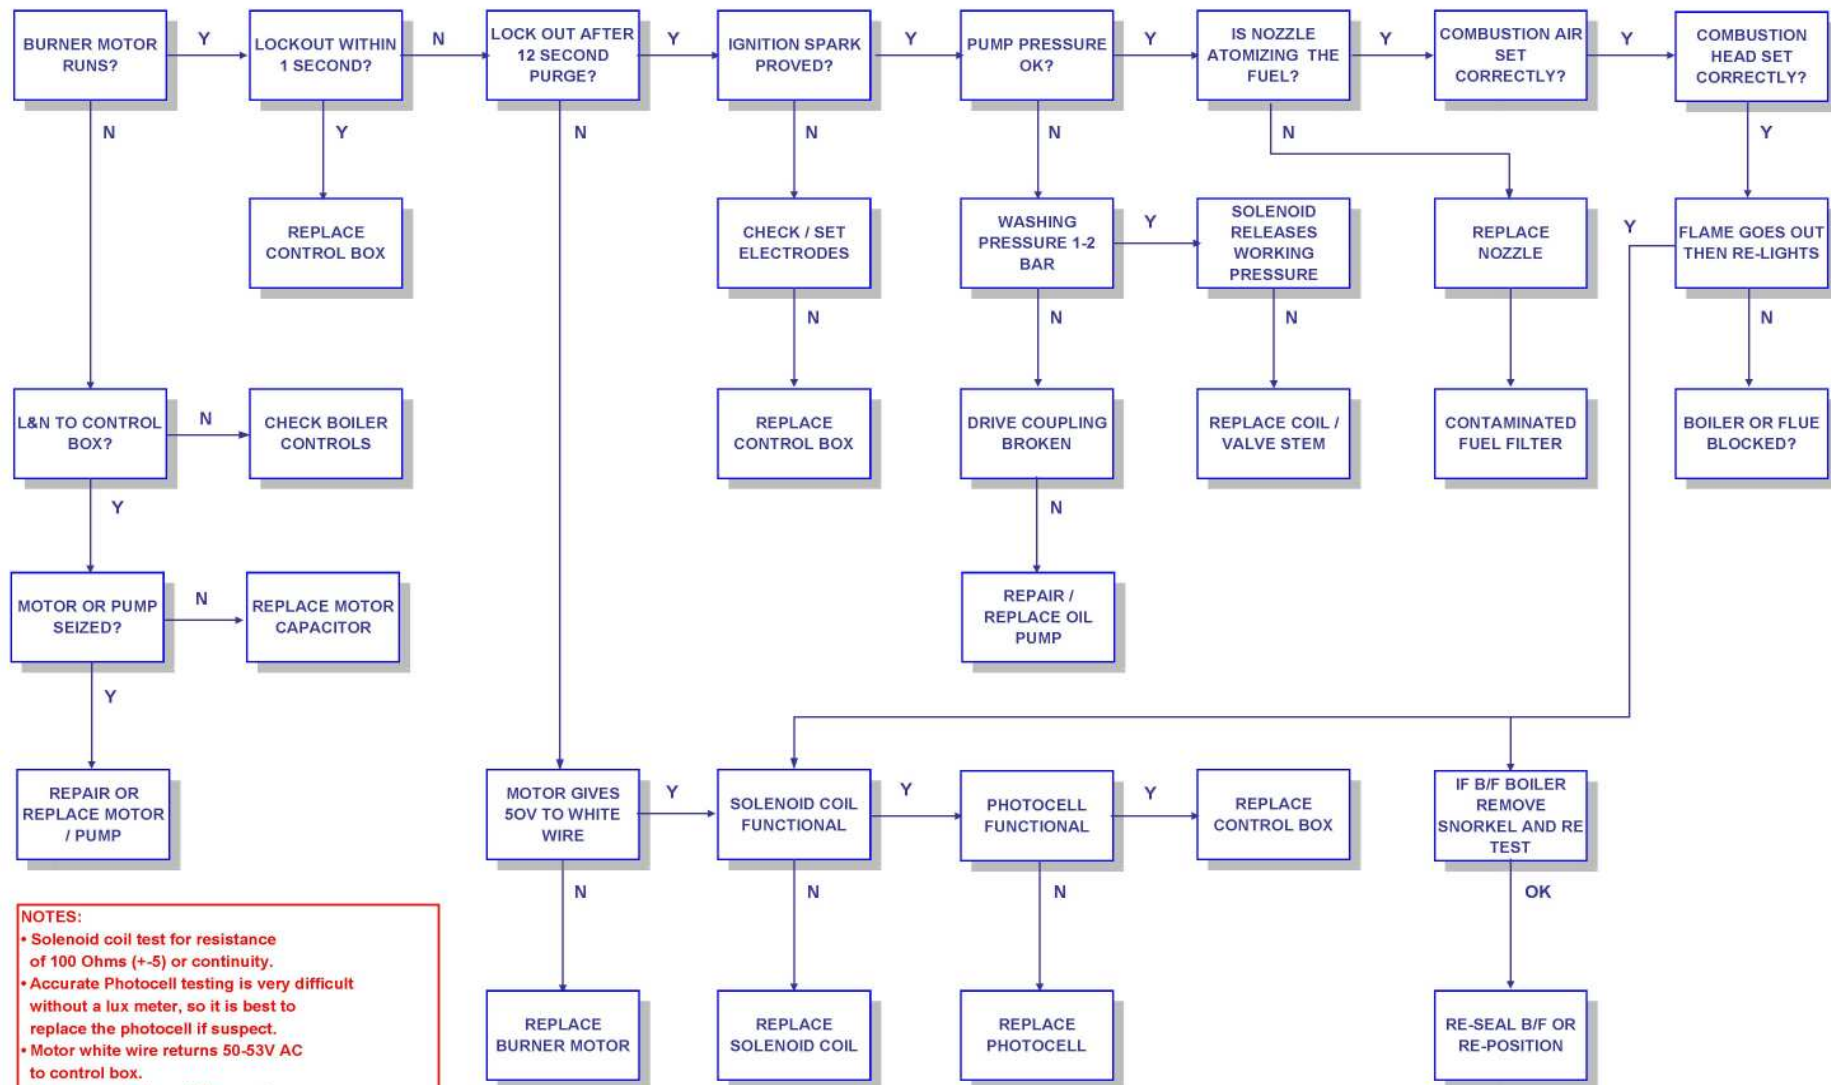 BURNER MOTOR
RUNS?
Y
LOCKOUT WITHIN
1 SECOND?
N
LOCK OUT AFTER
12 SECOND
PURGE?
Y
IGNITION SPARK
PROVED?
Y
PUMP PRESSURE
OK?
Y
IS NOZZLE
ATOMIZING THE
FUEL?
Y
COMBUSTION AIR
SET
CORRECTLY?
Y
COMBUSTION
HEAD SET
CORRECTLY?
N
Y
N
N
N
N
Y
REPLACE
CONTROL BOX
CHECK / SET
ELECTRODES
WASHING
PRESSURE 1-2
BAR
Y
SOLENOID
RELEASES
WORKING
PRESSURE
REPLACE
NOZZLE
Y
FLAME GOES OUT
THEN RE-LIGHTS
N
N
N
N
L&N TO CONTROL
BOX?
N
CHECK BOILER
CONTROLS
REPLACE
CONTROL BOX
DRIVE COUPLING
BROKEN
REPLACE COIL /
VALVE STEM
CONTAMINATED
FUEL FILTER
BOILER OR FLUE
BLOCKED?
Y
N
MOTOR OR PUMP
SEIZED?
N
REPLACE MOTOR
CAPACITOR
REPAIR /
REPLACE OIL
PUMP
Y
REPAIR OR
REPLACE MOTOR
/ PUMP
MOTOR GIVES
5OV TO WHITE
WIRE
Y
SOLENOID COIL
FUNCTIONAL
Y
PHOTOCELL
FUNCTIONAL
Y
REPLACE
CONTROL BOX
IF B/F BOILER
REMOVE
SNORKEL AND RE
TEST
N
N
N
OK
REPLACE
BURNER MOTOR
REPLACE
SOLENOID COIL
REPLACE
PHOTOCELL
RE-SEAL B/F OR
RE-POSITION
NOTES:
• Solenoid coil test for resistance
of 100 Ohms (+-5) or continuity.
• Accurate Photocell testing is very difficult
without a lux meter, so it is best to
replace the photocell if suspect.
• Motor white wire returns 50-53V AC
to control box.